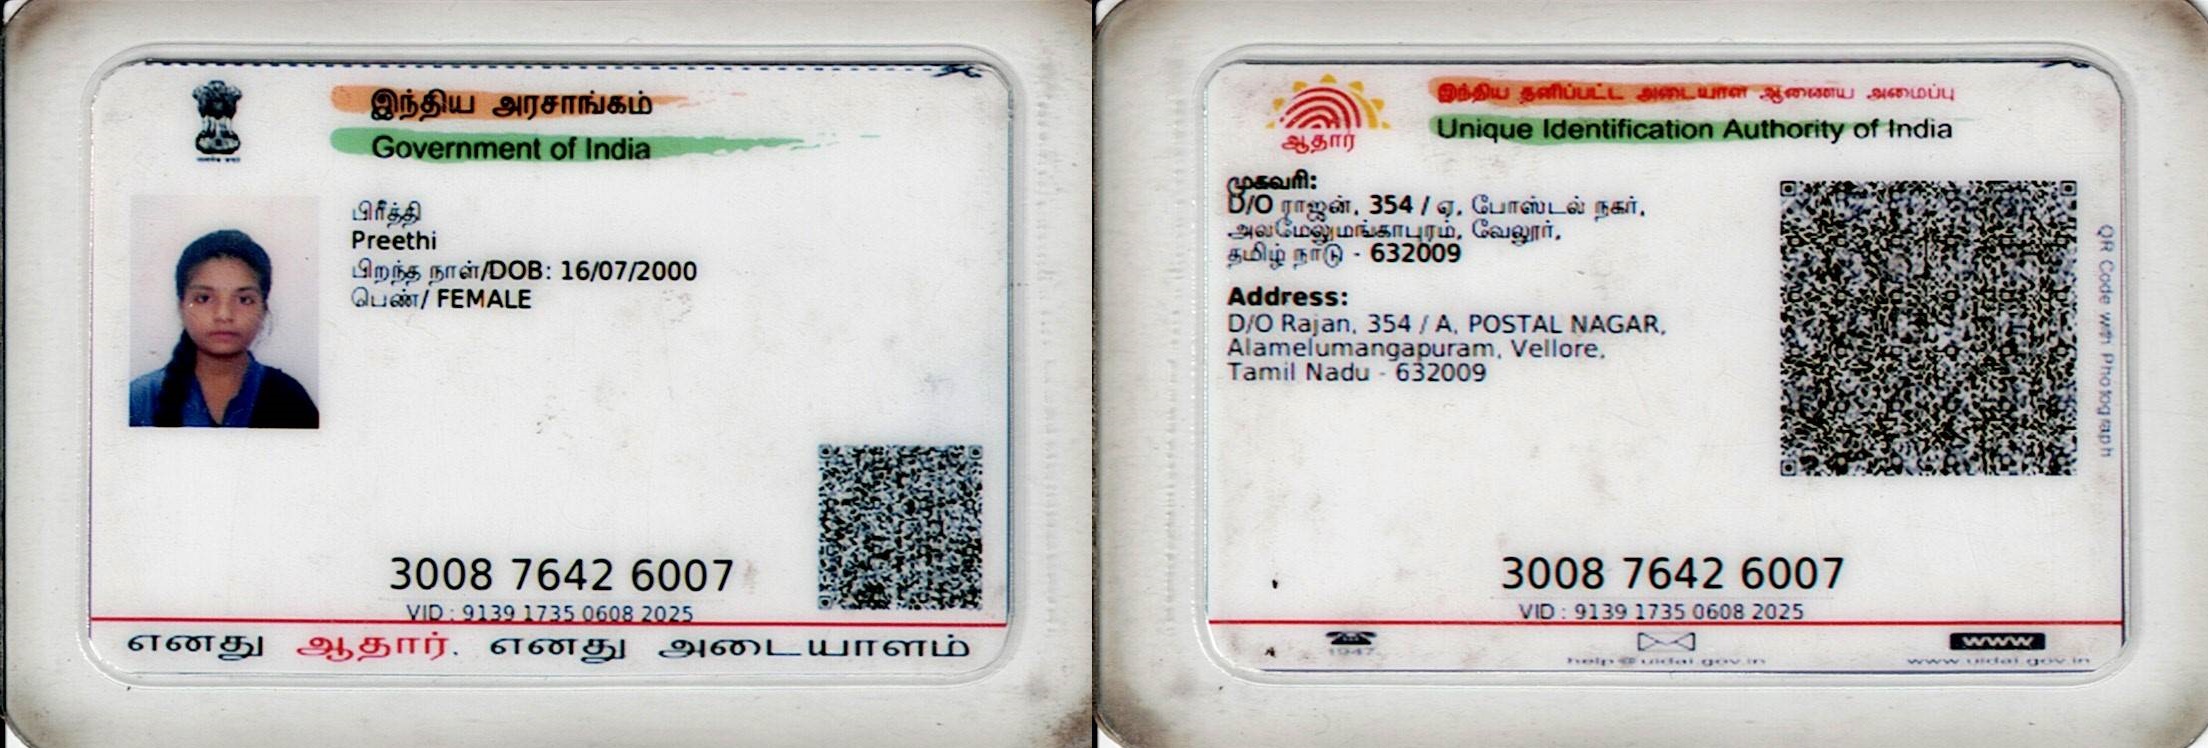 இந்திய அரசாங்கம்
Government of India
பிரீத்தி
Preethi
பிறந்த நாள்/DOB: 16/07/2000
பெண்/ FEMALE
3008 7642 6007
VID : 9139 1735 0608 2025
எனது ஆதார், எனது அடையாளம்
இந்திய தனிப்பட்ட அடையாள ஆணைய அமைப்பு
Unique Identification Authority of India
ஆதார்
முகவரி:
D/O ராஜன், 354 / ஏ, போஸ்டல் நகர்,
அலமேலுமங்காபுரம், வேலூர்,
தமிழ் நாடு - 632009
Address:
D/O Rajan, 354 / A, POSTAL NAGAR,
Alamelumangapuram, Vellore,
Tamil Nadu - 632009
QR Code with Photograph
3008 7642 6007
VID : 9139 1735 0608 2025
1947
help@uidai.gov.in
www
www.uidai.gov.in